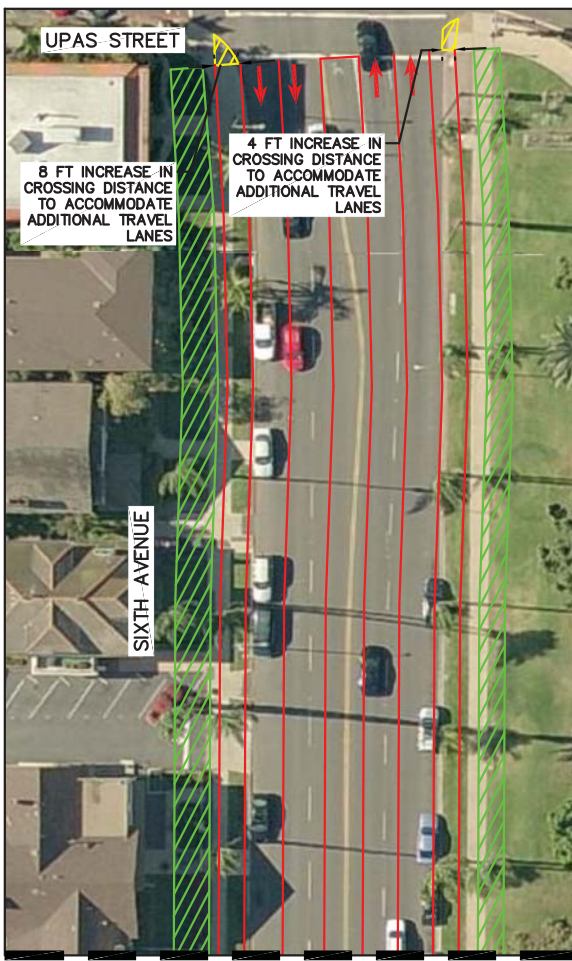 UPAS STREET
8 FT INCREASE IN
CROSSING DISTANCE
TO ACCOMMODATE
ADDITIONAL TRAVEL
LANES
4 FT INCREASE IN
CROSSING DISTANCE
TO ACCOMMODATE
ADDITIONAL TRAVEL
LANES
SIXTH AVENUE